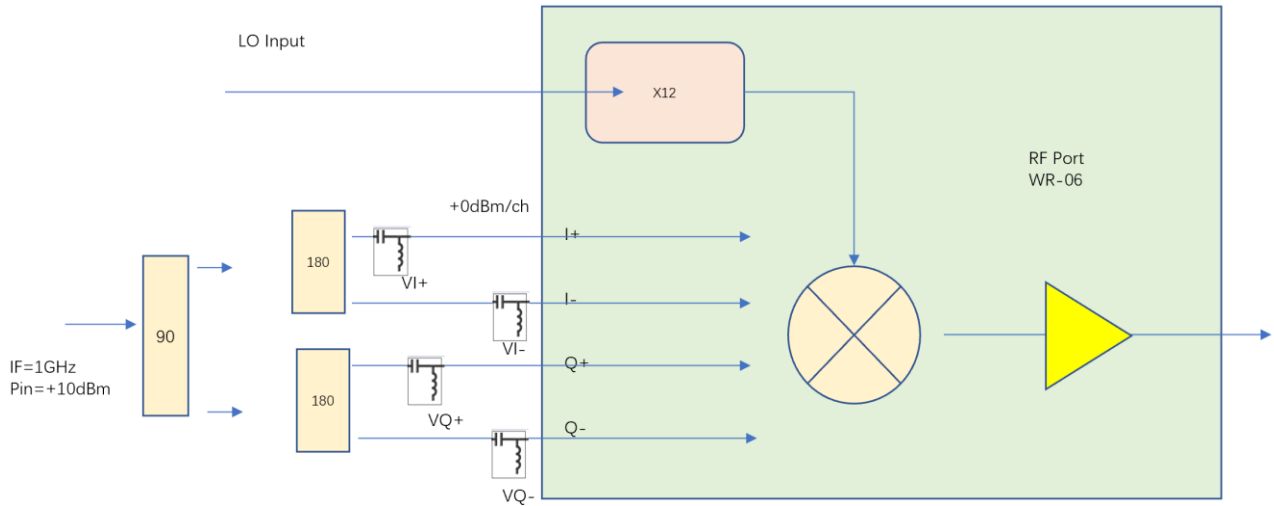 LO Input
X12
RF Port
WR-06
+0dBm/ch
I+
180
VI+
I-
90
VI-
IF=1GHz
Pin=+10dBm
Q+
180
VQ+
Q-
VQ-